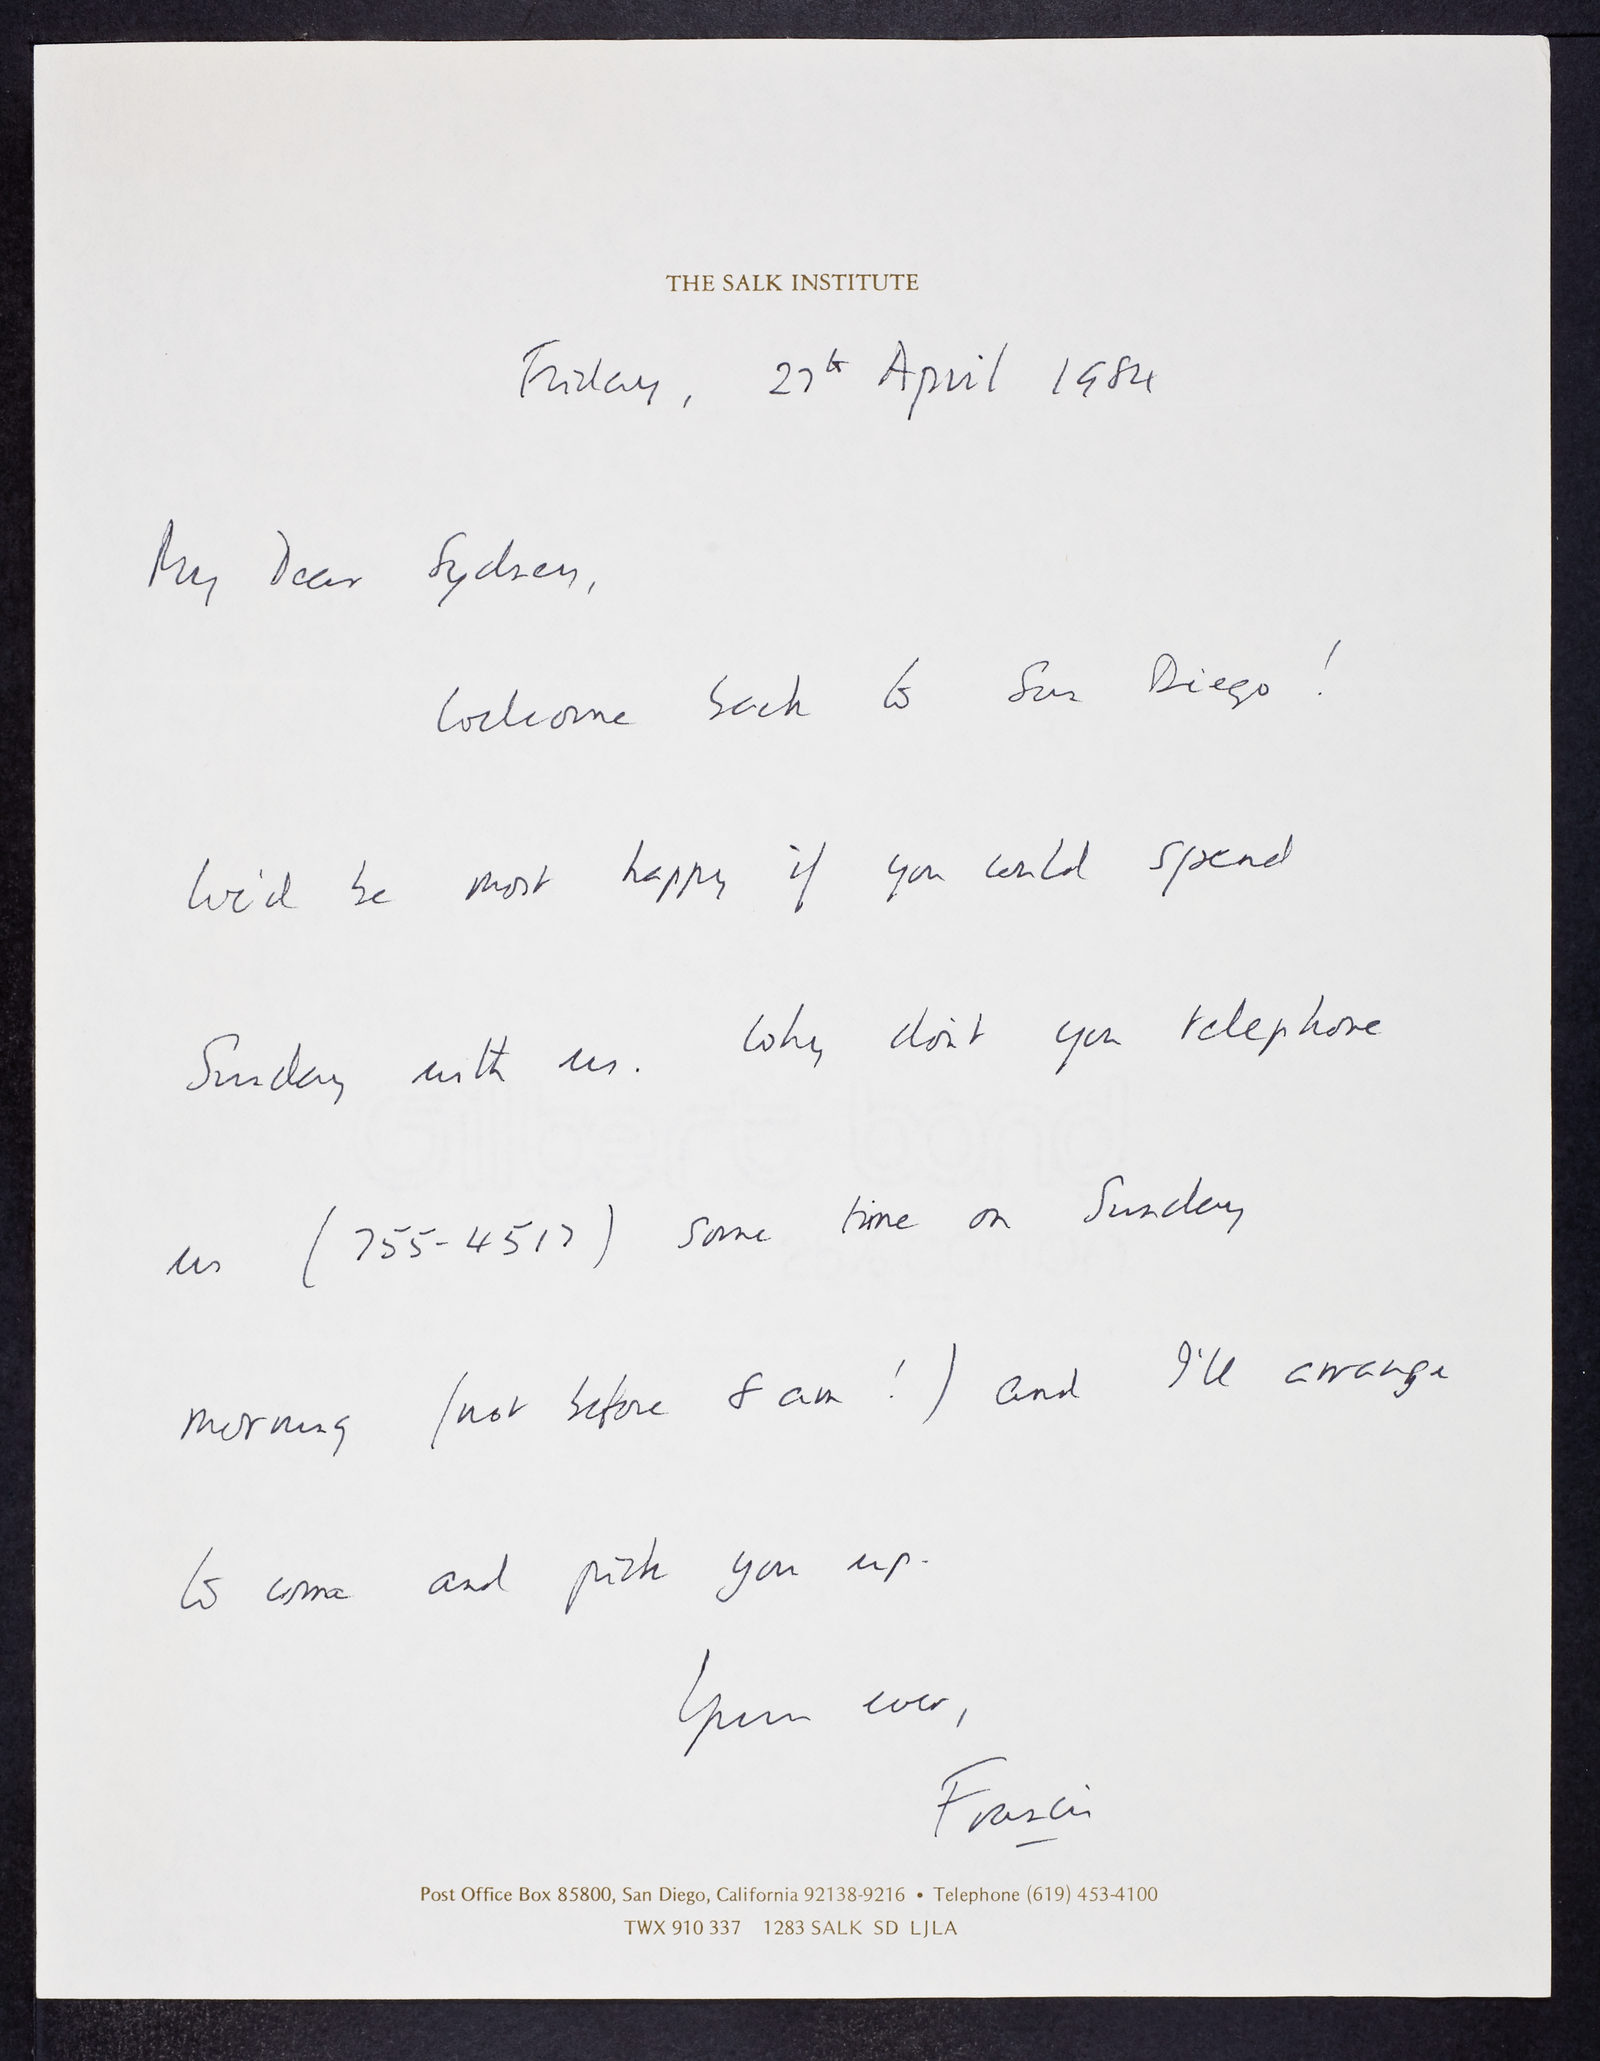 THE SALK INSTITUTE
Friday, 27th April 1984
My Dear Sydney,
Welcome back to San Diego!
We'd be most happy if you could spend
Sunday with us. Why don't you telephone
us (755-4517) some time on Sunday
morning (not before 8 am!) and I'll arrange
to come and pick you up.
Yours ever,
Francis
Post Office Box 85800, San Diego, California 92138-9216 • Telephone (619) 453-4100
TWX 910 337 1283 SALK SD LJLA
Gilbert bond